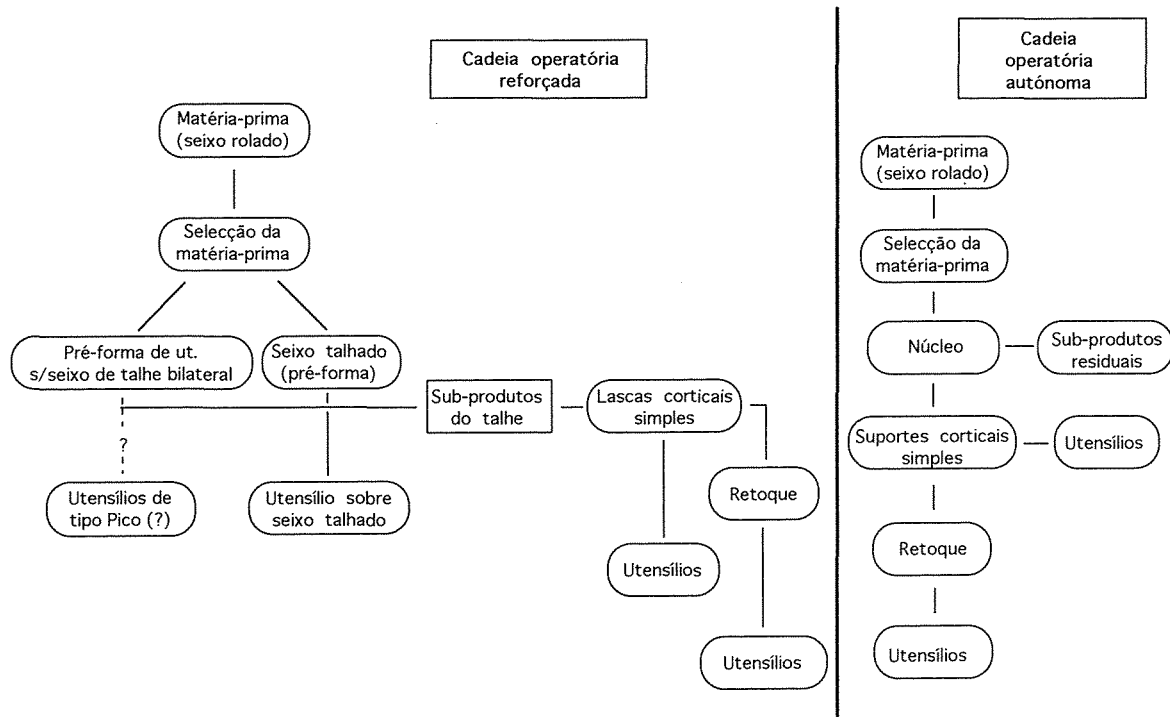 Cadeia operatória
reforçada
Matéria-prima
(seixo rolado)
Selecção da
matéria-prima
Pré-forma de ut.
s/seixo de talhe bilateral
Seixo talhado
(pré-forma)
Sub-produtos
do talhe
Lascas corticais
simples
?
Utensílios de
tipo Pico (?)
Utensílio sobre
seixo talhado
Retoque
Utensílios
Utensílios
Cadeia
operatória
autónoma
Matéria-prima
(seixo rolado)
Selecção da
matéria-prima
Núcleo
Sub-produtos
residuais
Suportes corticais
simples
Utensílios
Retoque
Utensílios